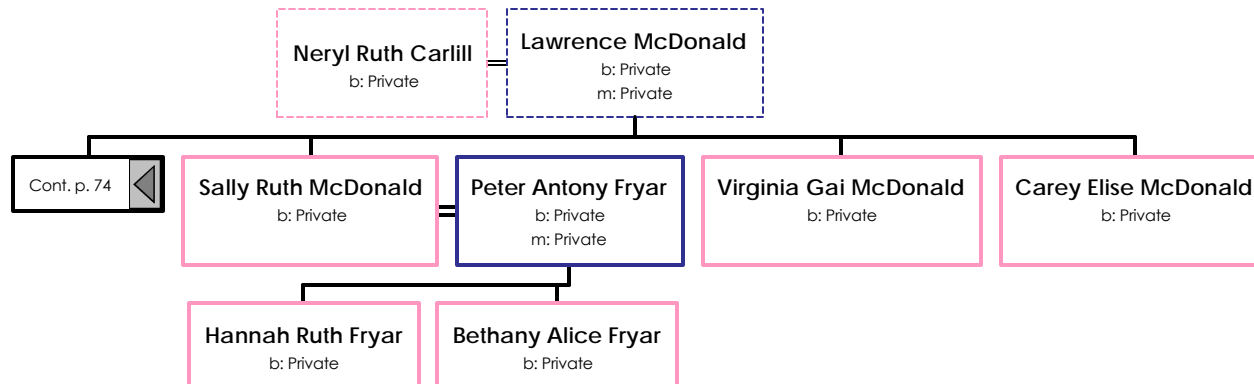 Neryl Ruth Carlill
b: Private
Lawrence McDonald
b: Private
m: Private
Cont. p. 74
Sally Ruth McDonald
b: Private
Peter Antony Fryar
b: Private
m: Private
Virginia Gai McDonald
b: Private
Carey Elise McDonald
b: Private
Hannah Ruth Fryar
b: Private
Bethany Alice Fryar
b: Private